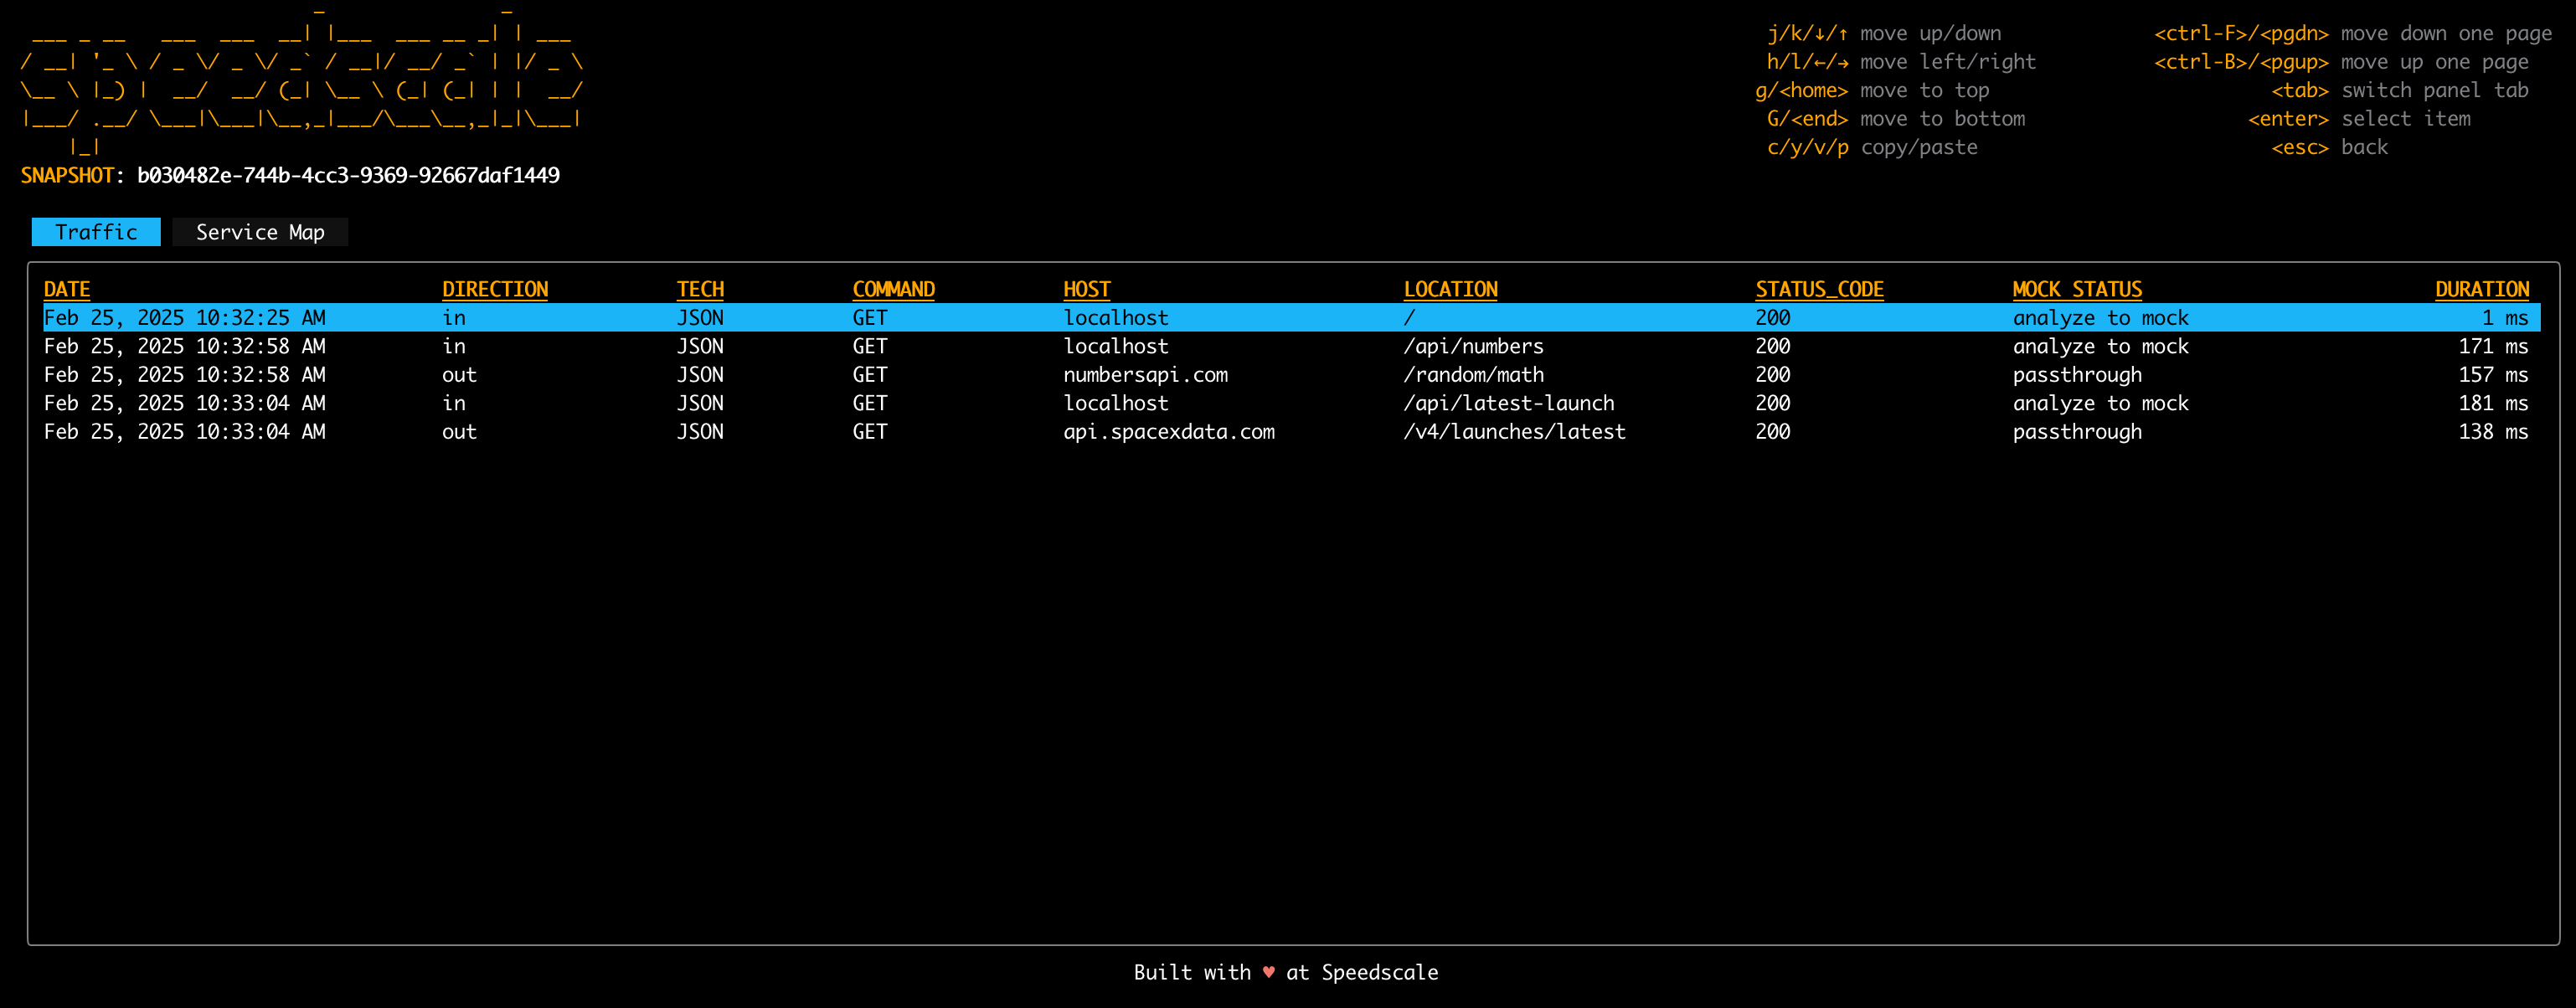 speedscale
j/k/↓/↑ move up/down <ctrl-F>/<pgdn> move down one page
h/l/←/→ move left/right <ctrl-B>/<pgup> move up one page
g/<home> move to top <tab> switch panel tab
G/<end> move to bottom <enter> select item
c/y/v/p copy/paste <esc> back
SNAPSHOT: b030482e-744b-4cc3-9369-92667daf1449
Traffic Service Map
DATE DIRECTION TECH COMMAND HOST LOCATION STATUS_CODE MOCK STATUS DURATION
Feb 25, 2025 10:32:25 AM in JSON GET localhost / 200 analyze to mock 1 ms
Feb 25, 2025 10:32:58 AM in JSON GET localhost /api/numbers 200 analyze to mock 171 ms
Feb 25, 2025 10:32:58 AM out JSON GET numbersapi.com /random/math 200 passthrough 157 ms
Feb 25, 2025 10:33:04 AM in JSON GET localhost /api/latest-launch 200 analyze to mock 181 ms
Feb 25, 2025 10:33:04 AM out JSON GET api.spacexdata.com /v4/launches/latest 200 passthrough 138 ms
Built with ♥ at Speedscale